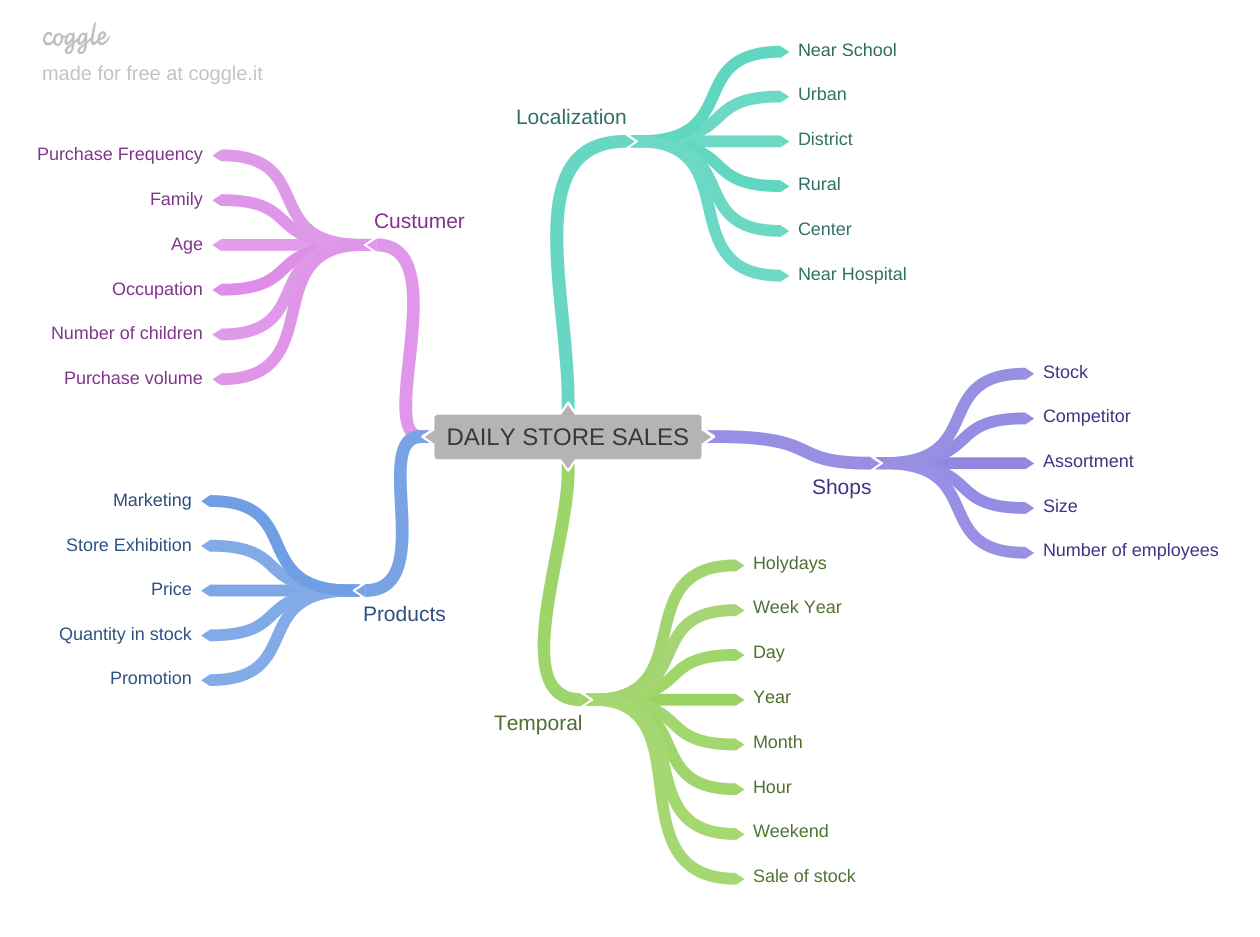 coggle
made for free at coggle.it
Localization
Near School
Urban
District
Rural
Center
Near Hospital
Custumer
Purchase Frequency
Family
Age
Occupation
Number of children
Purchase volume
DAILY STORE SALES
Shops
Stock
Competitor
Assortment
Size
Number of employees
Products
Marketing
Store Exhibition
Price
Quantity in stock
Promotion
Temporal
Holydays
Week Year
Day
Year
Month
Hour
Weekend
Sale of stock